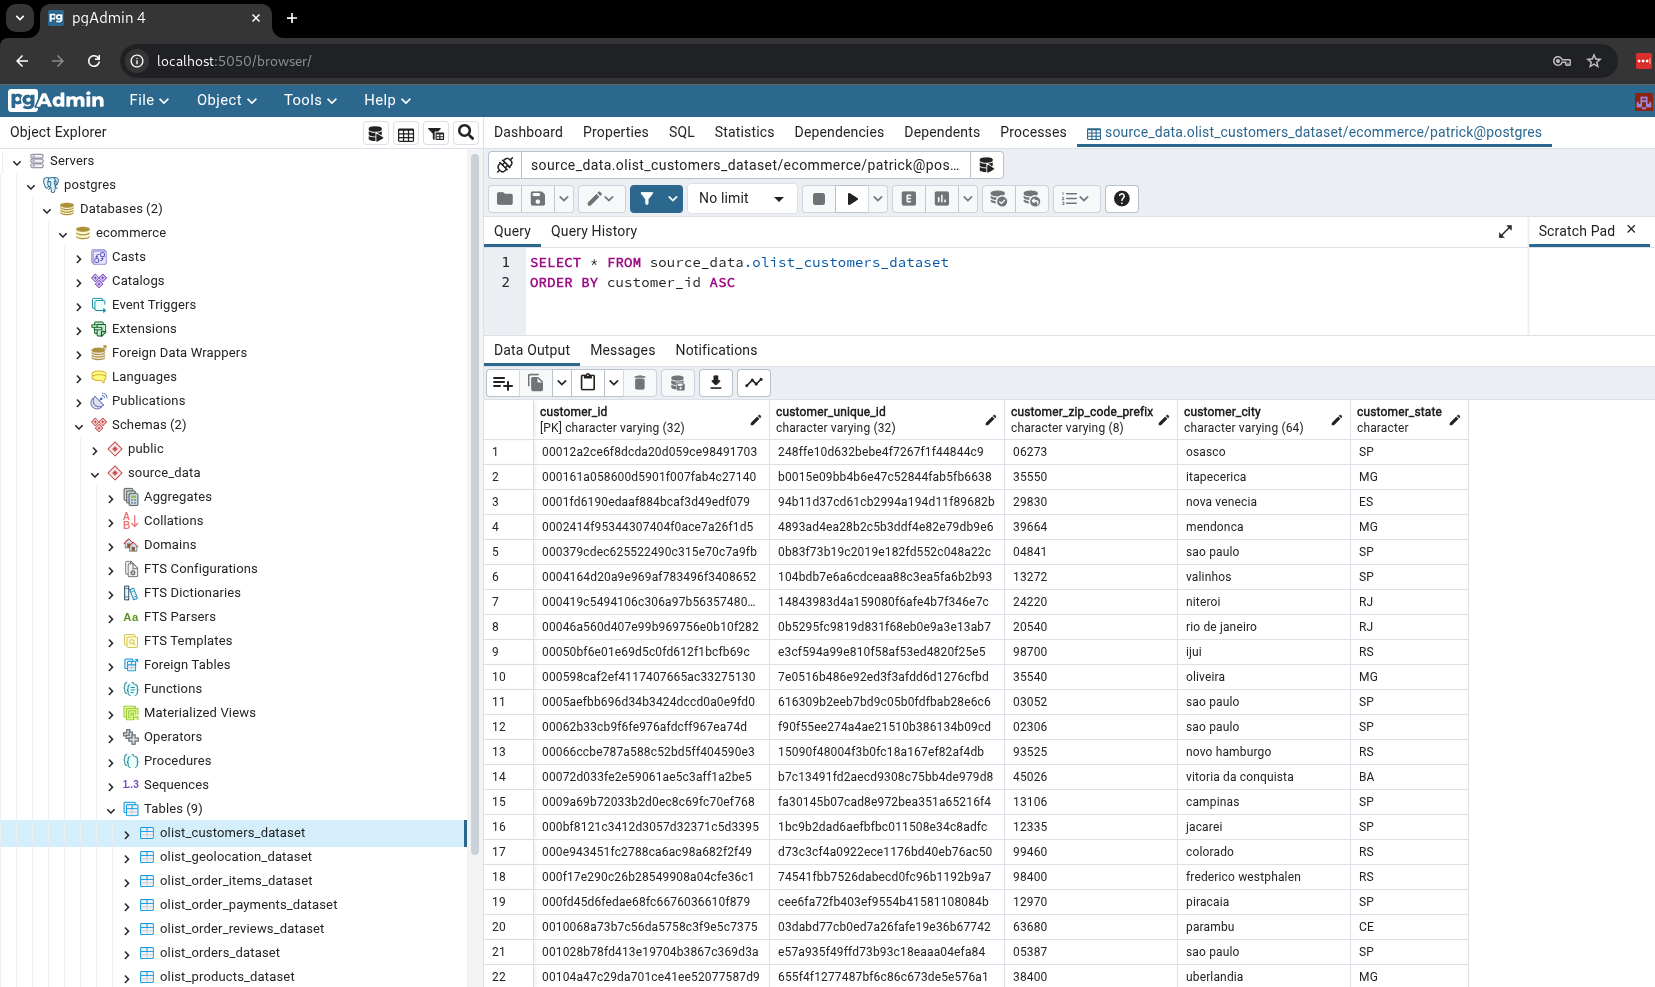 pgAdmin 4
localhost:5050/browser/
pgAdmin File Object Tools Help
Object Explorer
Servers
postgres
Databases (2)
ecommerce
Casts
Catalogs
Event Triggers
Extensions
Foreign Data Wrappers
Languages
Publications
Schemas (2)
public
source_data
Aggregates
Collations
Domains
FTS Configurations
FTS Dictionaries
Aa FTS Parsers
FTS Templates
Foreign Tables
Functions
Materialized Views
Operators
Procedures
1..3 Sequences
Tables (9)
olist_customers_dataset
olist_geolocation_dataset
olist_order_items_dataset
olist_order_payments_dataset
olist_order_reviews_dataset
olist_orders_dataset
olist_products_dataset
Dashboard Properties SQL Statistics Dependencies Dependents Processes source_data.olist_customers_dataset/ecommerce/patrick@postgres
source_data.olist_customers_dataset/ecommerce/patrick@pos...
No limit E
Query Query History Scratch Pad
1 SELECT * FROM source_data.olist_customers_dataset
2 ORDER BY customer_id ASC
Data Output Messages Notifications
customer_id customer_unique_id customer_zip_code_prefix customer_city customer_state
[PK] character varying (32) character varying (32) character varying (8) character varying (64) character
1 00012a2ce6f8dcda20d059ce98491703 248ffe10d632bebe4f7267f1f44844c9 06273 osasco SP
2 000161a058600d5901f007fab4c27140 b0015e09bb4b6e47c52844fab5fb6638 35550 itapecerica MG
3 0001fd6190edaaf884bcaf3d49edf079 94b11d37cd61cb2994a194d11f89682b 29830 nova venecia ES
4 0002414f95344307404f0ace7a26f1d5 4893ad4ea28b2c5b3ddf4e82e79db9e6 39664 mendonca MG
5 000379cdec625522490c315e70c7a9fb 0b83f73b19c2019e182fd552c048a22c 04841 sao paulo SP
6 0004164d20a9e969af783496f3408652 104bdb7e6a6cdceaa88c3ea5fa6b2b93 13272 valinhos SP
7 000419c5494106c306a97b56357480... 14843983d4a159080f6afe4b7f346e7c 24220 niteroi RJ
8 00046a560d407e99b969756e0b10f282 0b5295fc9819d831f68eb0e9a3e13ab7 20540 rio de janeiro RJ
9 00050bf6e01e69d5c0fd612f1bcfb69c e3cf594a99e810f58af53ed4820f25e5 98700 ijui RS
10 000598caf2ef4117407665ac33275130 7e0516b486e92ed3f3afdd6d1276cfbd 35540 oliveira MG
11 0005aefbb696d34b3424dccd0a0e9fd0 616309b2eeb7bd9c05b0fdfbab28e6c6 03052 sao paulo SP
12 00062b33cb9f6fe976afdcff967ea74d f90f55ee274a4ae21510b386134b09cd 02306 sao paulo SP
13 00066ccbe787a588c52bd5ff404590e3 15090f48004f3b0fc18a167ef82af4db 93525 novo hamburgo RS
14 00072d033fe2e59061ae5c3aff1a2be5 b7c13491fd2aecd9308c75bb4de979d8 45026 vitoria da conquista BA
15 0009a69b72033b2d0ec8c69fc70ef768 fa30145b07cad8e972bea351a65216f4 13106 campinas SP
16 000bf8121c3412d3057d32371c5d3395 1bc9b2dad6aefbfbc011508e34c8adfc 12335 jacarei SP
17 000e943451fc2788ca6ac98a682f2f49 d73c3cf4a0922ece1176bd40eb76ac50 99460 colorado RS
18 000f17e290c26b28549908a04cfe36c1 74541fbb7526dabecd0fc96b1192b9a7 98400 frederico westphalen RS
19 000fd45d6fedae68fc6676036610f879 cee6fa72fb403ef9554b41581108084b 12970 piracaia SP
20 0010068a73b7c56da5758c3f9e5c7375 03dabd77cb0ed7a26fafe19e36b67742 63680 parambu CE
21 001028b78fd413e19704b3867c369d3a e57a935f49ffd73b93c18eaaa04efa84 05387 sao paulo SP
22 00104a47c29da701ce41ee52077587d9 655f4f1277487bf6c86c673de5e576a1 38400 uberlandia MG